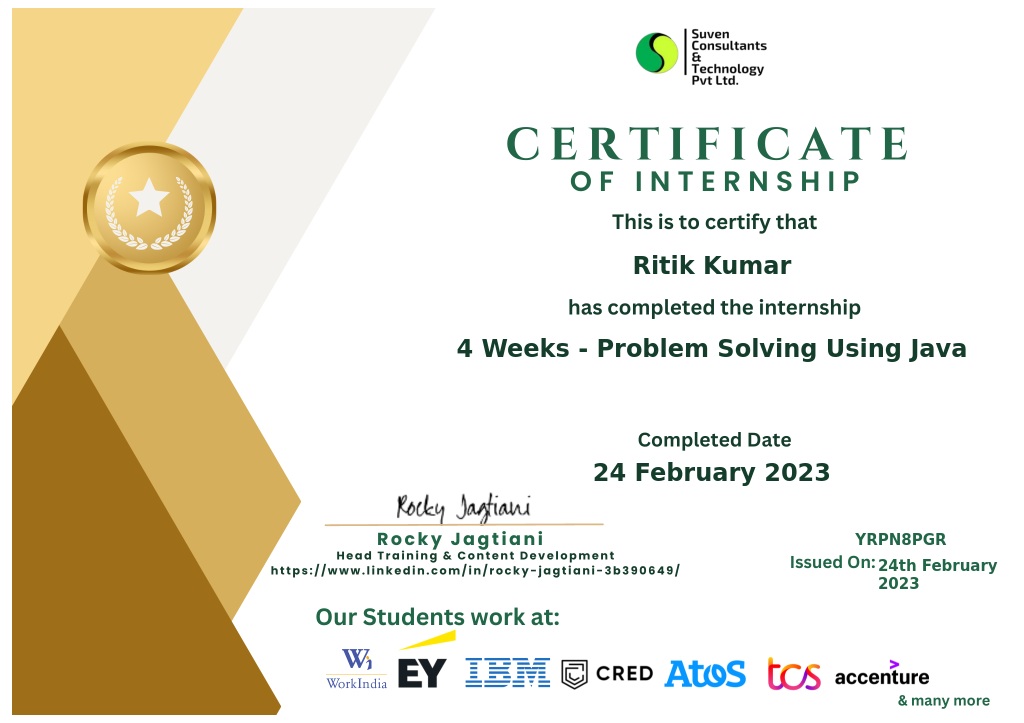 Suven
Consultants
&
Technology
Pvt Ltd.
CERTIFICATE
OF INTERNSHIP
This is to certify that
Ritik Kumar
has completed the internship
4 Weeks - Problem Solving Using Java
Completed Date
24 February 2023
Rocky Jagtiani
Rocky Jagtiani
Head Training & Content Development
https://www.linkedin.com/in/rocky-jagtiani-3b390649/
YRPN8PGR
Issued On: 24th February
2023
Our Students work at:
W
WorkIndia
EY
IBM
CRED
Atos
tcs
accenture
& many more